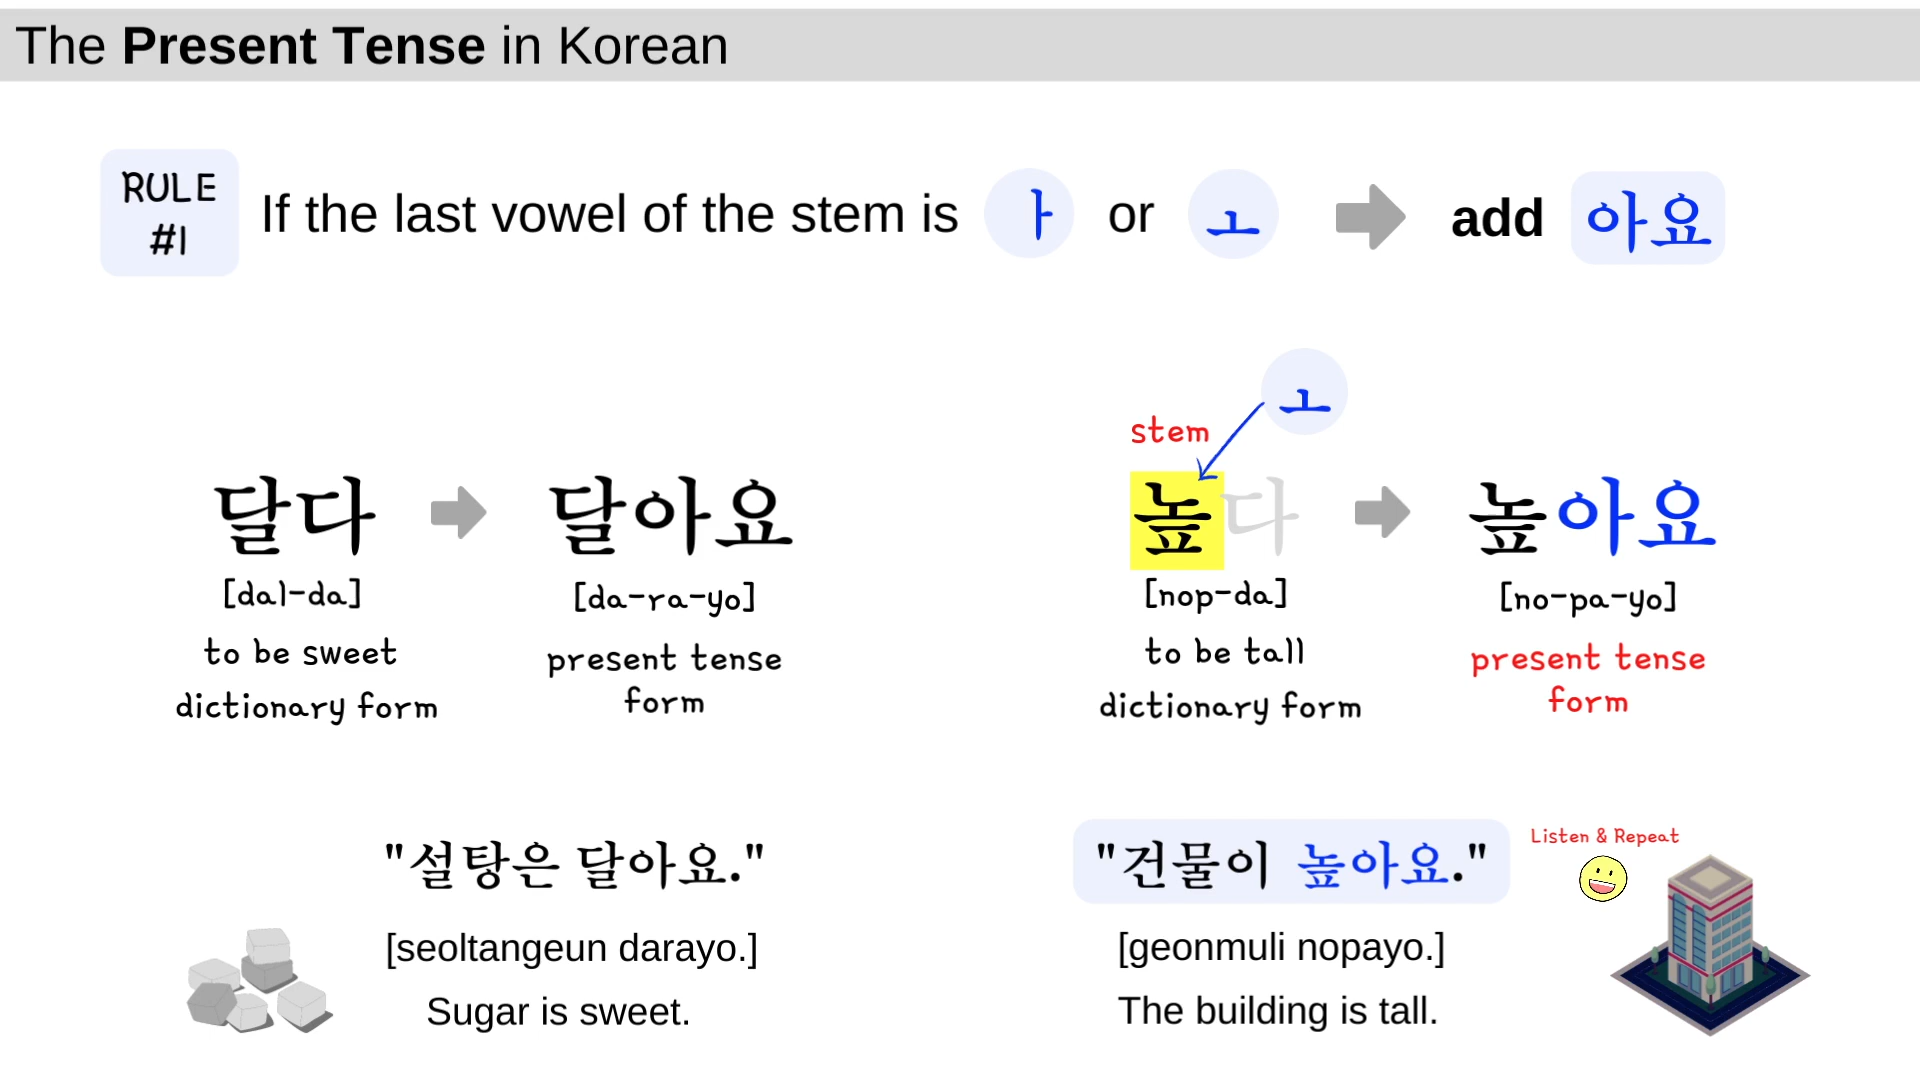 The Present Tense in Korean
RULE
#1
If the last vowel of the stem is ㅏ or ㅗ add 아요
ㅗ
stem
달다 달아요
높다 높아요
[dal-da]
to be sweet
dictionary form
[da-ra-yo]
present tense
form
[nop-da]
to be tall
dictionary form
[no-pa-yo]
present tense
form
"설탕은 달아요."
[seoltangeun darayo.]
Sugar is sweet.
"건물이 높아요."
[geonmuli nopayo.]
The building is tall.
Listen & Repeat